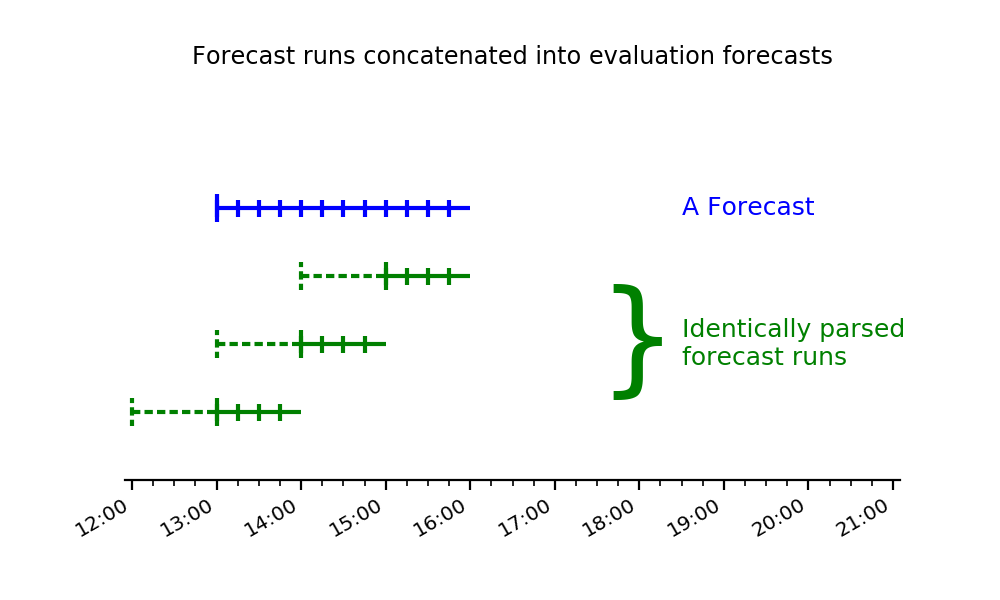 Forecast runs concatenated into evaluation forecasts
A Forecast
Identically parsed
forecast runs
12:00 13:00 14:00 15:00 16:00 17:00 18:00 19:00 20:00 21:00